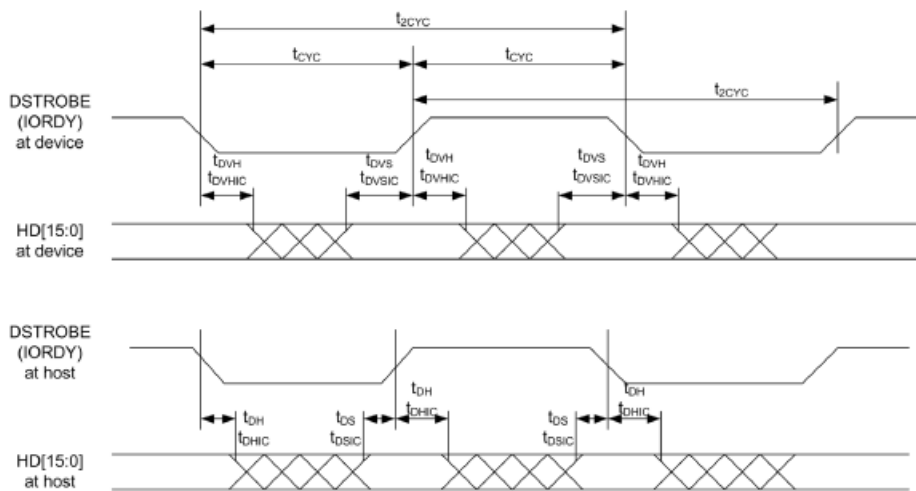 t2CYC
tCYC tCYC
t2CYC
DSTROBE
(IORDY)
at device
tDVH tDVS tDVH tDVS tDVH
tDVHIC tDVSIC tDVHIC tDVSIC tDVHIC
HD[15:0]
at device
DSTROBE
(IORDY)
at host
tDH tDS tDH tDS tDH
tDHIC tDSIC tDHIC tDSIC tDHIC
HD[15:0]
at host